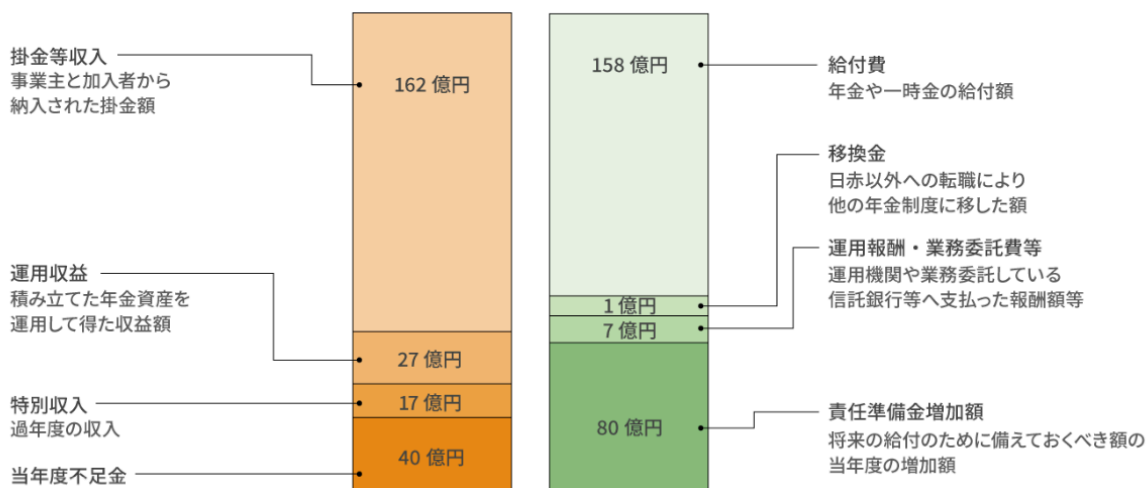 掛金等収入
事業主と加入者から
納入された掛金額
162 億円
運用収益
積み立てた年金資産を
運用して得た収益額
27 億円
特別収入
過年度の収入
17 億円
当年度不足金
40 億円
158 億円
給付費
年金や一時金の給付額
移換金
日赤以外への転職により
他の年金制度に移した額
1 億円
運用報酬・業務委託費等
運用機関や業務委託している
信託銀行等へ支払った報酬額等
7 億円
80 億円
責任準備金増加額
将来の給付のために備えておくべき額の
当年度の増加額